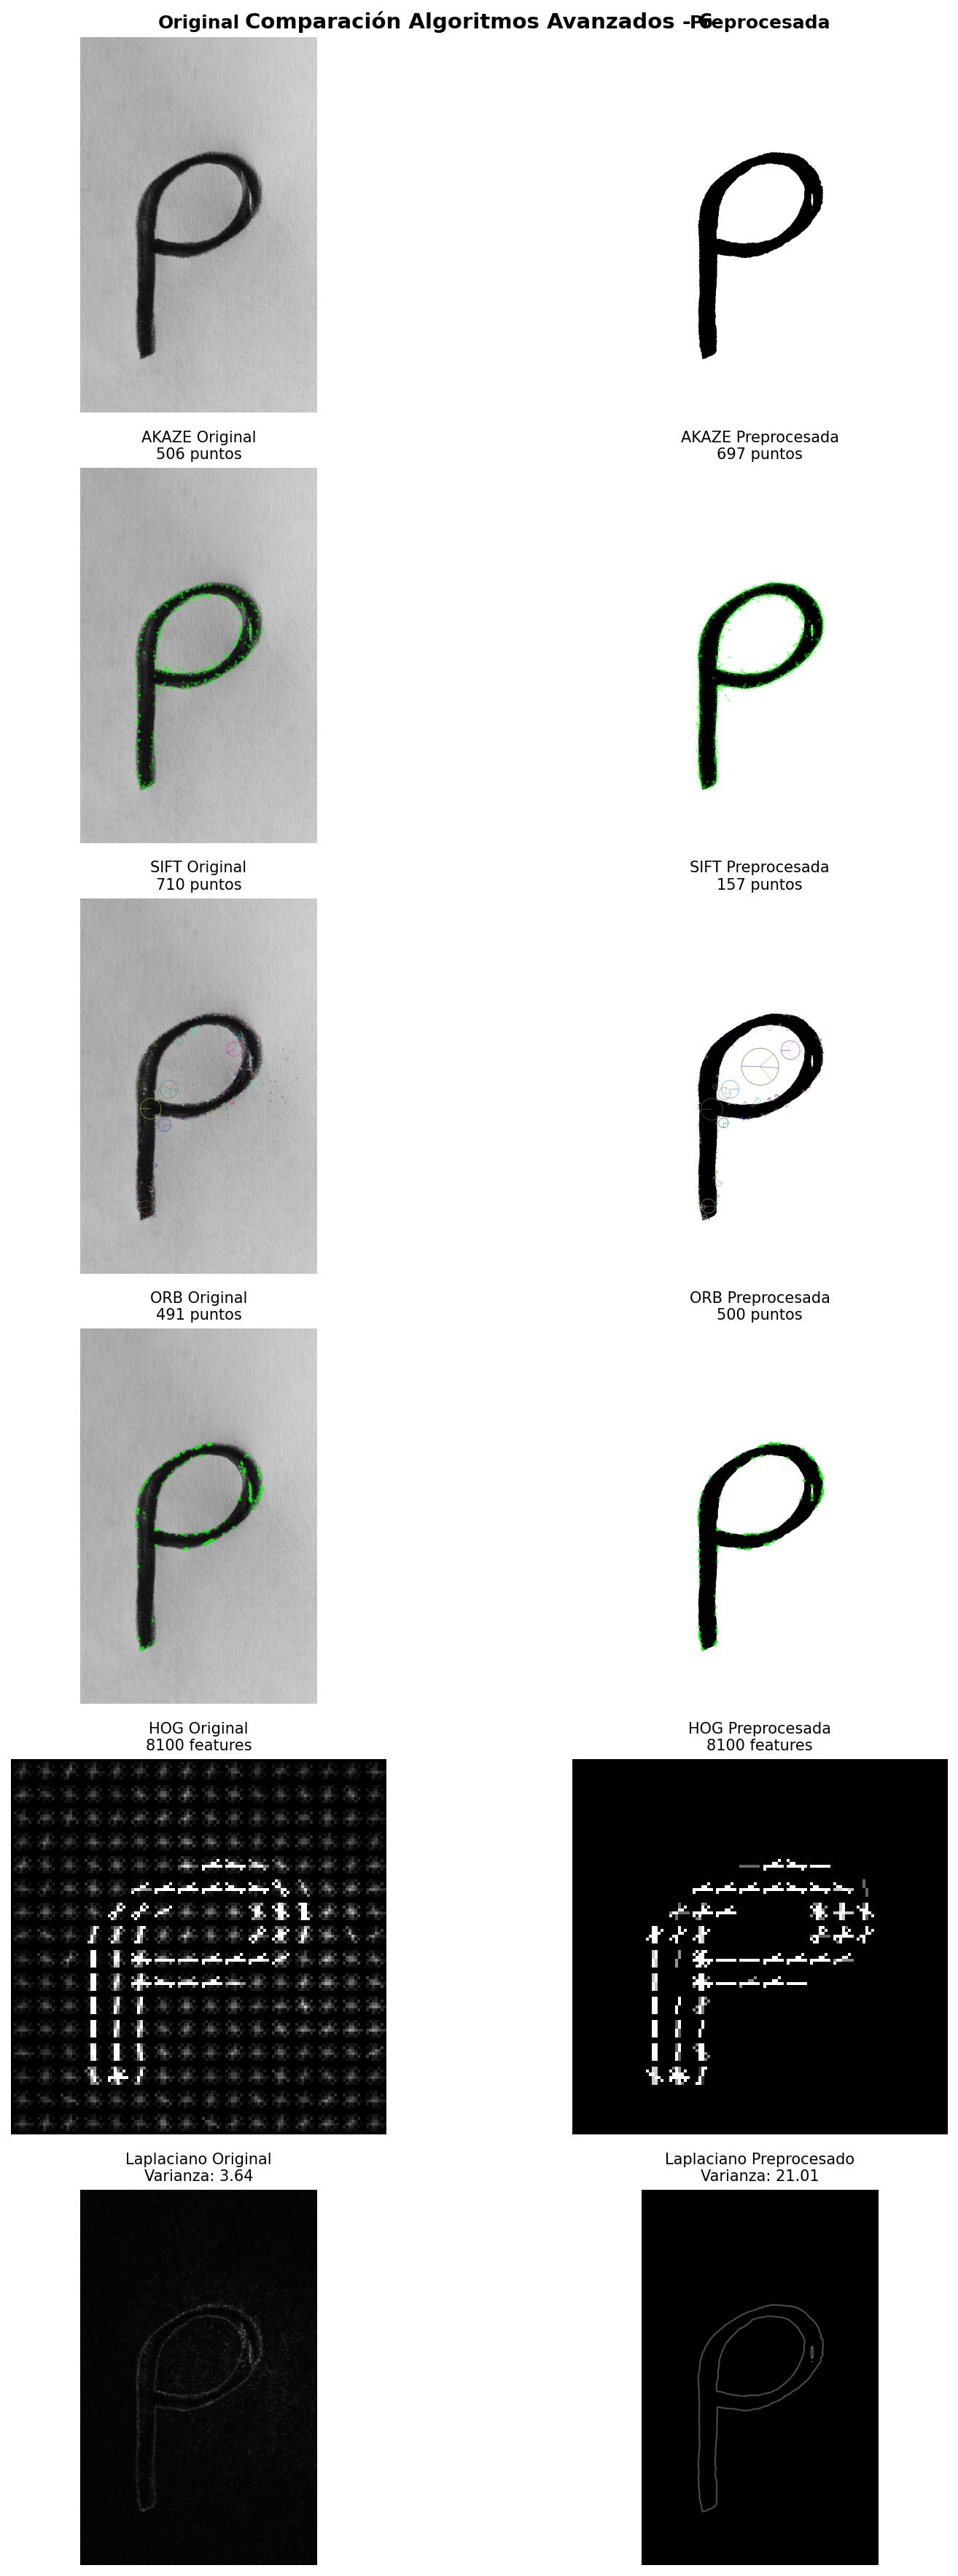 Comparación Algoritmos Avanzados - 6
Original Preprocesada
P P
AKAZE Original AKAZE Preprocesada
506 puntos 697 puntos
P P
SIFT Original SIFT Preprocesada
710 puntos 157 puntos
P P
ORB Original ORB Preprocesada
491 puntos 500 puntos
P P
HOG Original HOG Preprocesada
8100 features 8100 features
P P
Laplaciano Original Laplaciano Preprocesado
Varianza: 3.64 Varianza: 21.01
P P